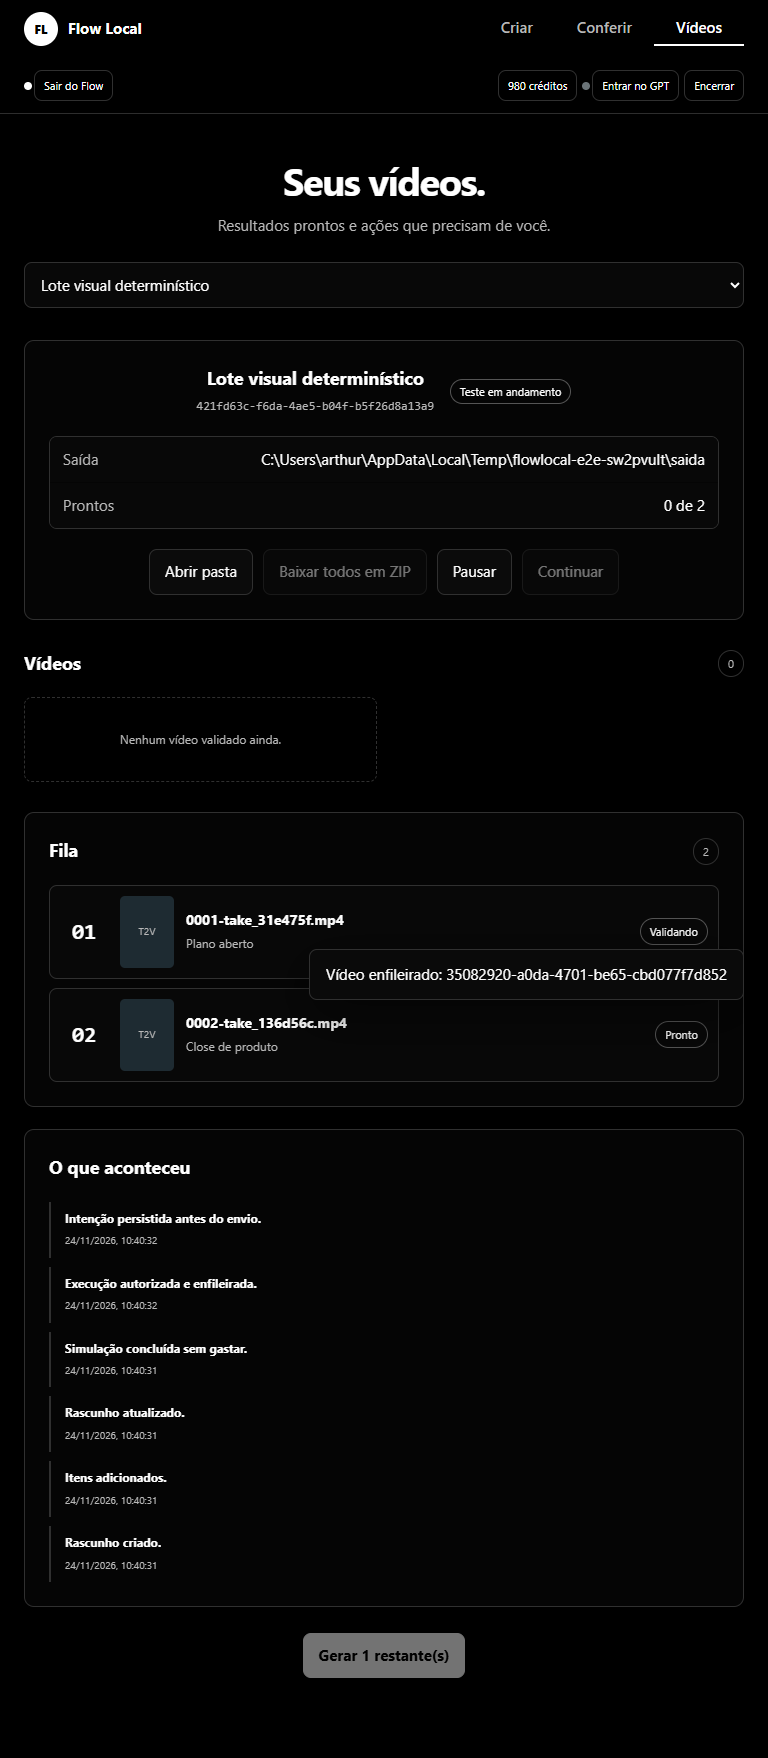 FL Flow Local Criar Conferir Vídeos
Sair do Flow 980 créditos Entrar no GPT Encerrar
Seus vídeos.
Resultados prontos e ações que precisam de você.
Lote visual determinístico
Lote visual determinístico
421fd63c-f6da-4ae5-b04f-b5f26d8a13a9
Teste em andamento
Saída C:\Users\arthur\AppData\Local\Temp\flowlocal-e2e-sw2pvult\saida
Prontos 0 de 2
Abrir pasta Baixar todos em ZIP Pausar Continuar
Vídeos 0
Nenhum vídeo validado ainda.
Fila 2
01 T2V 0001-take_31e475f.mp4
Plano aberto
Validando
Vídeo enfileirado: 35082920-a0da-4701-be65-cbd077f7d852
02 T2V 0002-take_136d56c.mp4
Close de produto
Pronto
O que aconteceu
Intenção persistida antes do envio.
24/11/2026, 10:40:32
Execução autorizada e enfileirada.
24/11/2026, 10:40:32
Simulação concluída sem gastar.
24/11/2026, 10:40:31
Rascunho atualizado.
24/11/2026, 10:40:31
Itens adicionados.
24/11/2026, 10:40:31
Rascunho criado.
24/11/2026, 10:40:31
Gerar 1 restante(s)